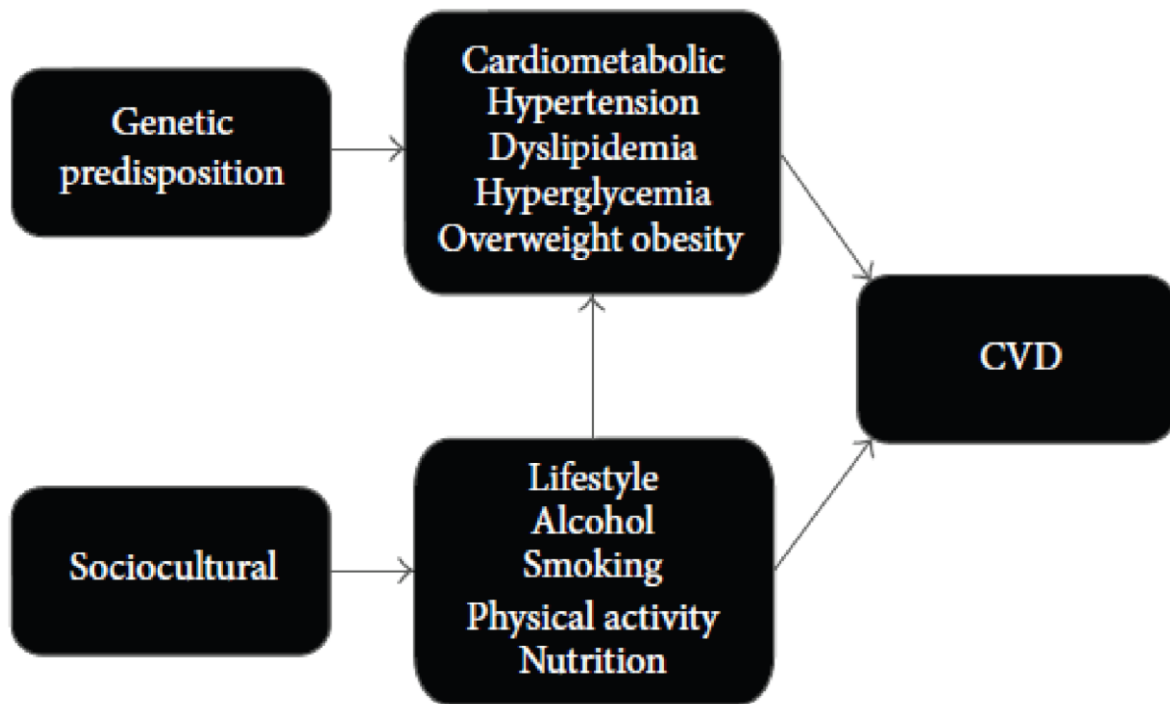 Genetic
predisposition
Cardiometabolic
Hypertension
Dyslipidemia
Hyperglycemia
Overweight obesity
CVD
Sociocultural
Lifestyle
Alcohol
Smoking
Physical activity
Nutrition